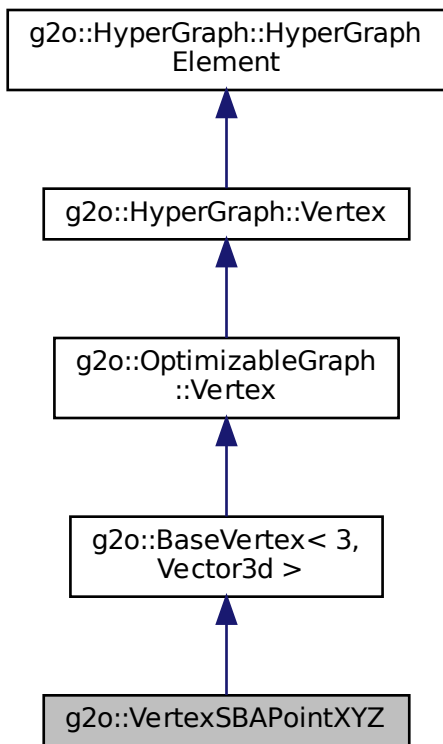 g2o::HyperGraph::HyperGraph
Element
g2o::HyperGraph::Vertex
g2o::OptimizableGraph
::Vertex
g2o::BaseVertex< 3,
Vector3d >
g2o::VertexSBAPointXYZ